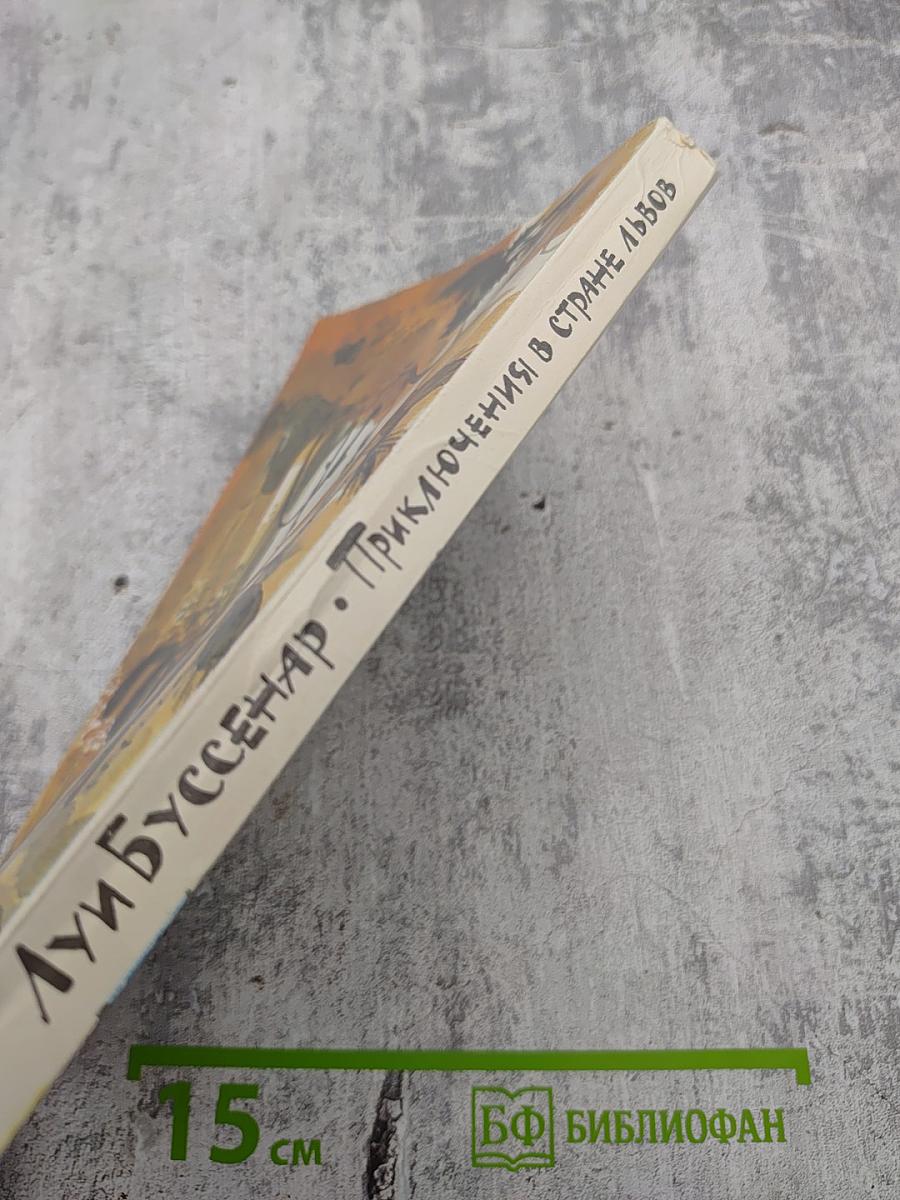 Луи Буссенар • Приключения в стране львов
15 см
БФ БИБЛИОФАН